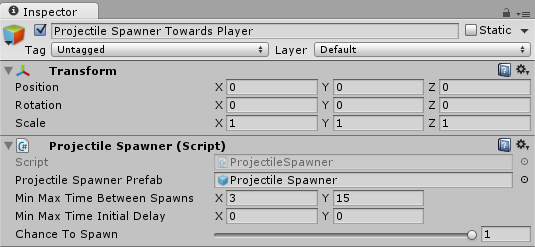 Inspector
Projectile Spawner Towards Player Static
Tag Untagged Layer Default
Transform
Position X 0 Y 0 Z 0
Rotation X 0 Y 0 Z 0
Scale X 1 Y 1 Z 1
C# Projectile Spawner (Script)
Script ProjectileSpawner
Projectile Spawner Prefab Projectile Spawner
Min Max Time Between Spawns X 3 Y 15
Min Max Time Initial Delay X 0 Y 0
Chance To Spawn 1